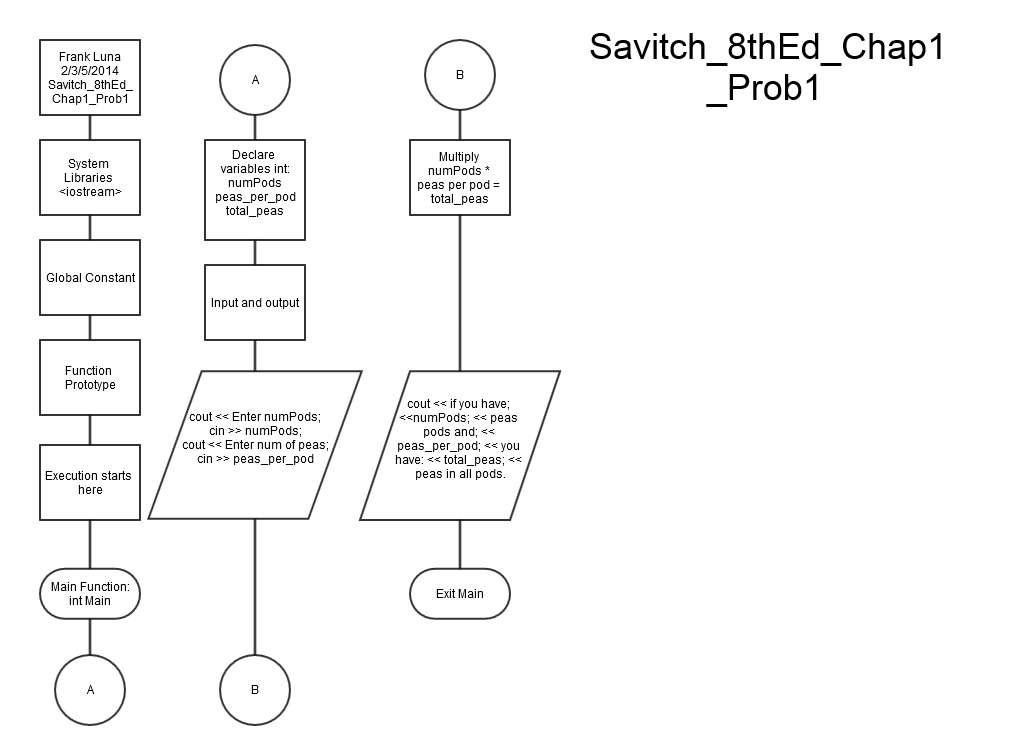 Savitch_8thEd_Chap1
_Prob1
Frank Luna
2/3/5/2014
Savitch_8thEd_
Chap1_Prob1
System
Libraries
<iostream>
Global Constant
Function
Prototype
Execution starts
here
Main Function:
int Main
A
A
Declare
variables int:
numPods
peas_per_pod
total_peas
Input and output
cout << Enter numPods;
cin >> numPods;
cout << Enter num of peas;
cin >> peas_per_pod
B
B
Multiply
numPods *
peas per pod =
total_peas
cout << if you have;
<<numPods; << peas
pods and; <<
peas_per_pod; << you
have: << total_peas; <<
peas in all pods.
Exit Main